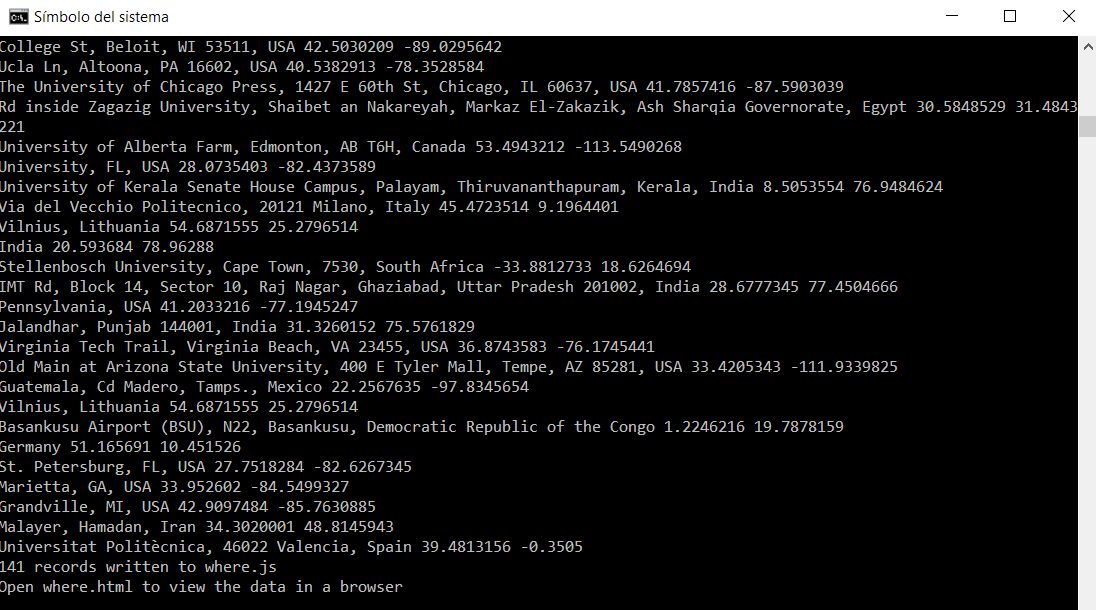 Símbolo del sistema
College St, Beloit, WI 53511, USA 42.5030209 -89.0295642
Ucla Ln, Altoona, PA 16602, USA 40.5382913 -78.3528584
The University of Chicago Press, 1427 E 60th St, Chicago, IL 60637, USA 41.7857416 -87.5903039
Rd inside Zagazig University, Shaibet an Nakareyah, Markaz El-Zakazik, Ash Sharqia Governorate, Egypt 30.5848529 31.4843
221
University of Alberta Farm, Edmonton, AB T6H, Canada 53.4943212 -113.5490268
University, FL, USA 28.0735403 -82.4373589
University of Kerala Senate House Campus, Palayam, Thiruvananthapuram, Kerala, India 8.5053554 76.9484624
Via del Vecchio Politecnico, 20121 Milano, Italy 45.4723514 9.1964401
Vilnius, Lithuania 54.6871555 25.2796514
India 20.593684 78.96288
Stellenbosch University, Cape Town, 7530, South Africa -33.8812733 18.6264694
IMT Rd, Block 14, Sector 10, Raj Nagar, Ghaziabad, Uttar Pradesh 201002, India 28.6777345 77.4504666
Pennsylvania, USA 41.2033216 -77.1945247
Jalandhar, Punjab 144001, India 31.3260152 75.5761829
Virginia Tech Trail, Virginia Beach, VA 23455, USA 36.8743583 -76.1745441
Old Main at Arizona State University, 400 E Tyler Mall, Tempe, AZ 85281, USA 33.4205343 -111.9339825
Guatemala, Cd Madero, Tamps., Mexico 22.2567635 -97.8345654
Vilnius, Lithuania 54.6871555 25.2796514
Basankusu Airport (BSU), N22, Basankusu, Democratic Republic of the Congo 1.2246216 19.7878159
Germany 51.165691 10.451526
St. Petersburg, FL, USA 27.7518284 -82.6267345
Marietta, GA, USA 33.952602 -84.5499327
Grandville, MI, USA 42.9097484 -85.7630885
Malayer, Hamadan, Iran 34.3020001 48.8145943
Universitat Politècnica, 46022 Valencia, Spain 39.4813156 -0.3505
141 records written to where.js
Open where.html to view the data in a browser